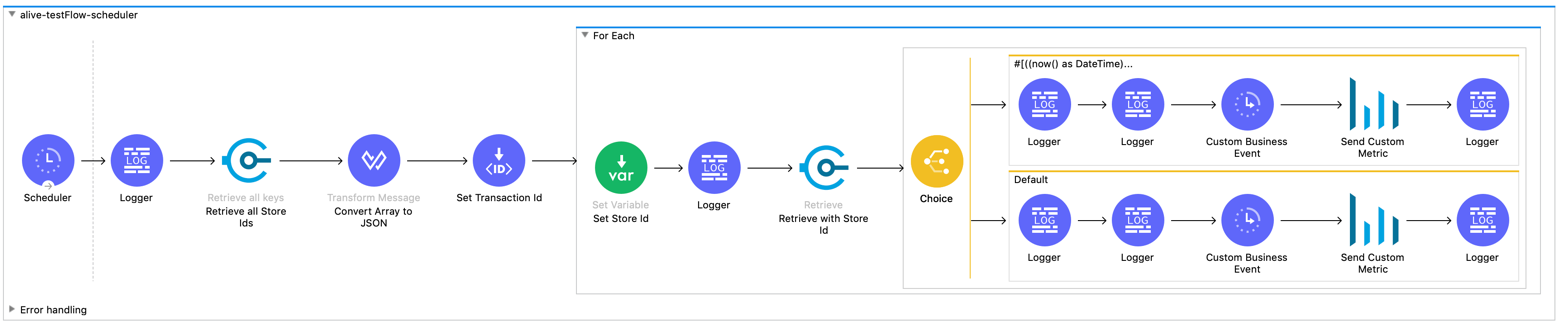 alive-testFlow-scheduler
For Each
#[((now() as DateTime)...
LOG
Logger
LOG
Logger
Custom Business
Event
Send Custom
Metric
LOG
Logger
Scheduler
LOG
Logger
Retrieve all keys
Retrieve all Store
Ids
Transform Message
Convert Array to
JSON
<ID>
Set Transaction Id
var
Set Variable
Set Store Id
LOG
Logger
Retrieve
Retrieve with Store
Id
Choice
Default
LOG
Logger
LOG
Logger
Custom Business
Event
Send Custom
Metric
LOG
Logger
Error handling